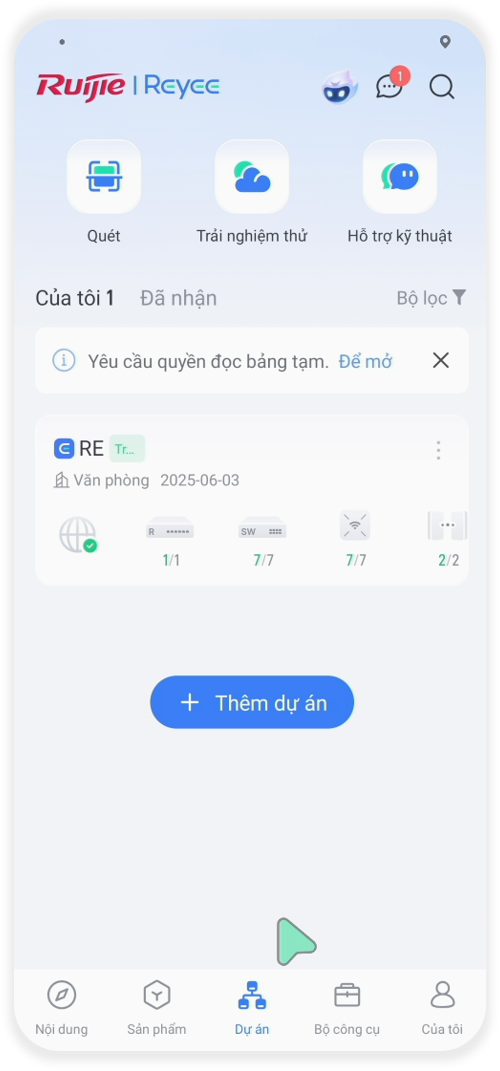 Ruijie | Reyee
1
Quét
Trải nghiệm thử
Hỗ trợ kỹ thuật
Của tôi 1
Đã nhận
Bộ lọc
Yêu cầu quyền đọc bảng tạm. Để mở
RE
Tr...
Văn phòng 2025-06-03
R
SW
1/1
7/7
7/7
2/2
+ Thêm dự án
Nội dung
Sản phẩm
Dự án
Bộ công cụ
Của tôi